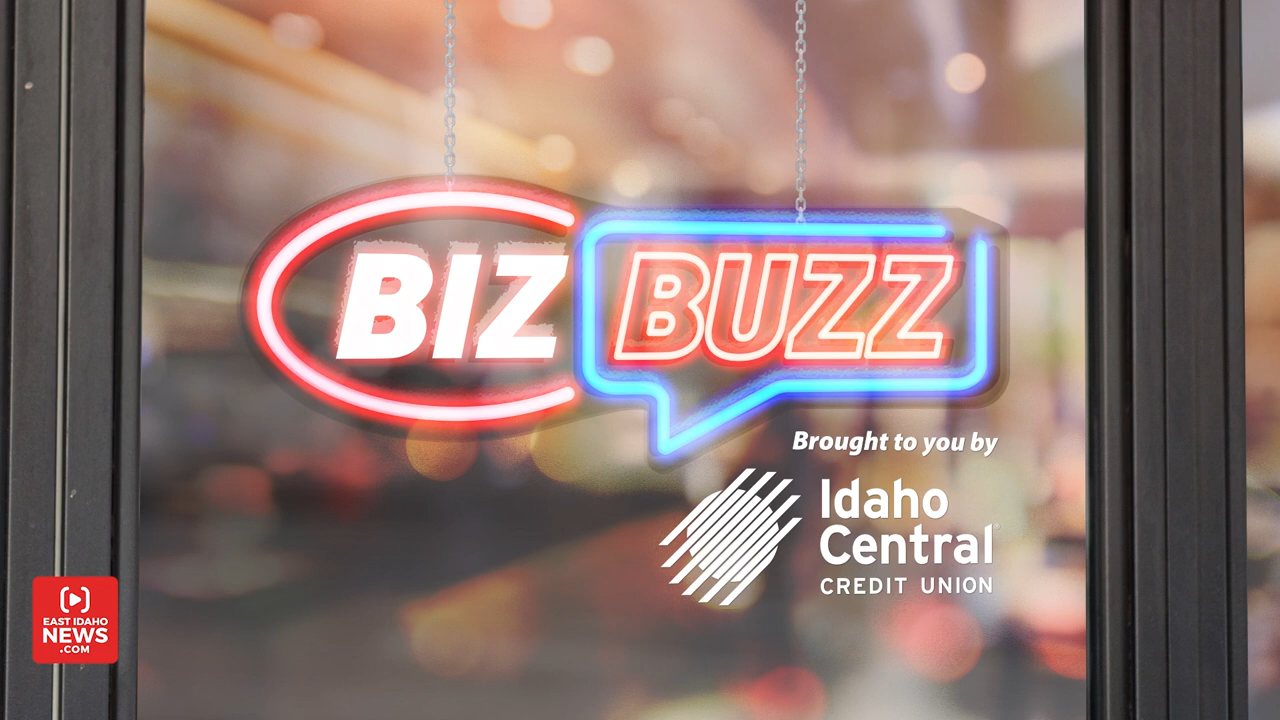 BIZ BUZZ
Brought to you by
Idaho
Central
CREDIT UNION
EAST IDAHO
NEWS
.COM